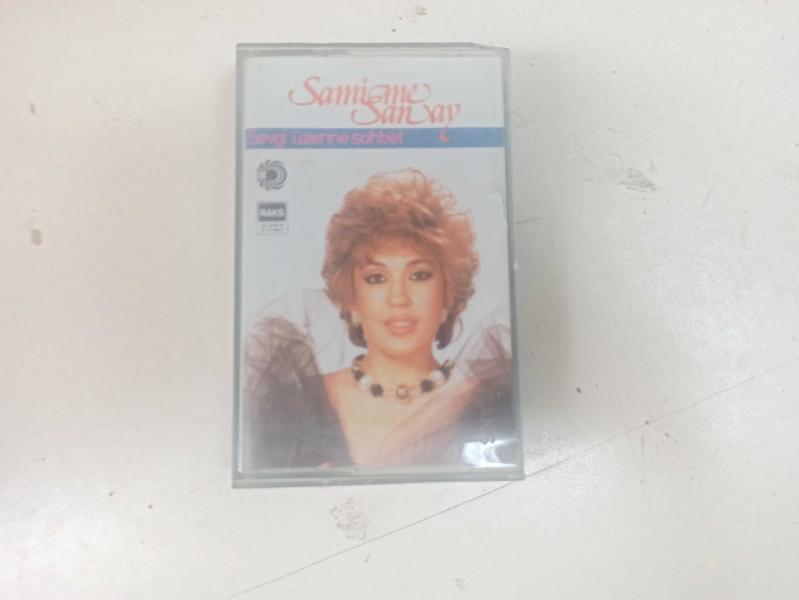 Samiame
Sanvay
Sevgi üzerine sohbet
RAKS